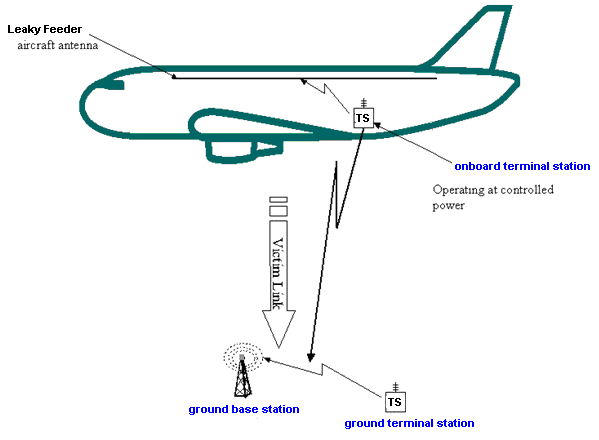 Leaky Feeder
aircraft antenna
TS
onboard terminal station
Operating at controlled
power
Victim Link
ground base station
TS
ground terminal station